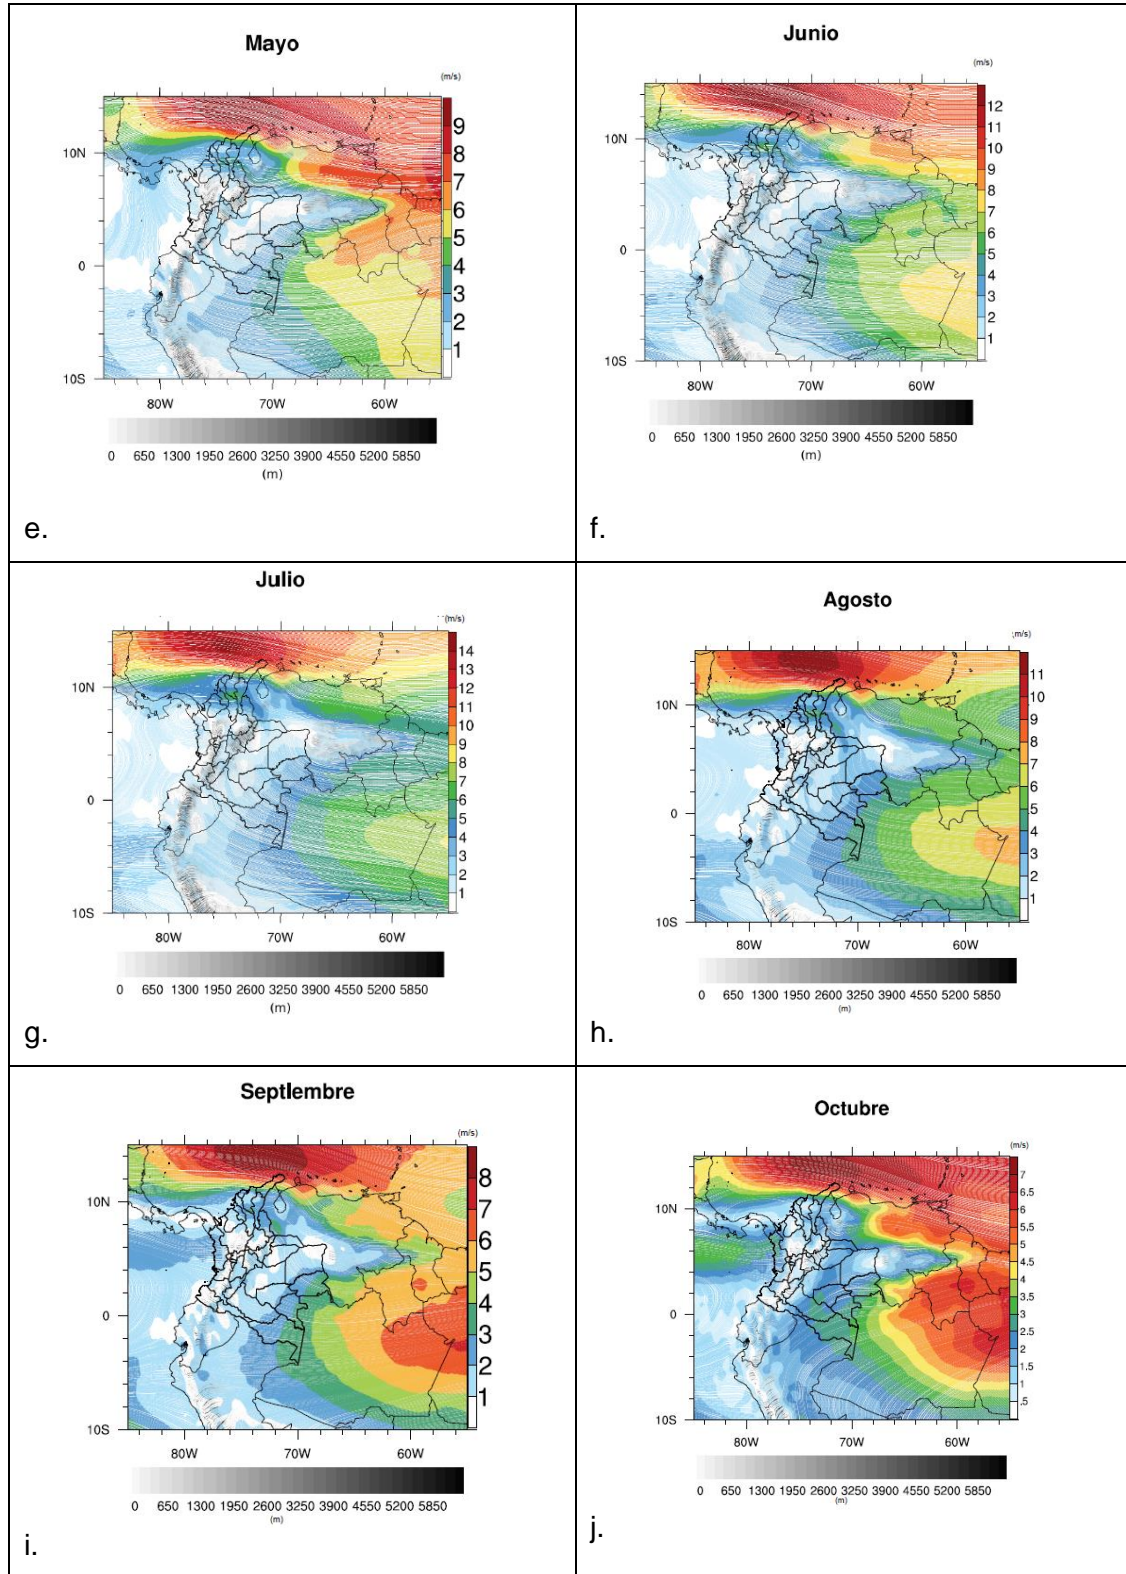 Mayo
(m/s)
9
8
7
6
5
4
3
2
1
10N
0
10S
80W 70W 60W
0 650 1300 1950 2600 3250 3900 4550 5200 5850
(m)
e.
Junio
(m/s)
12
11
10
9
8
7
6
5
4
3
2
1
10N
0
10S
80W 70W 60W
0 650 1300 1950 2600 3250 3900 4550 5200 5850
(m)
f.
Julio
(m/s)
14
13
12
11
10
9
8
7
6
5
4
3
2
1
10N
0
10S
80W 70W 60W
0 650 1300 1950 2600 3250 3900 4550 5200 5850
(m)
g.
Agosto
(m/s)
11
10
9
8
7
6
5
4
3
2
1
10N
0
10S
80W 70W 60W
0 650 1300 1950 2600 3250 3900 4550 5200 5850
(m)
h.
Septiembre
(m/s)
8
7
6
5
4
3
2
1
10N
0
10S
80W 70W 60W
0 650 1300 1950 2600 3250 3900 4550 5200 5850
(m)
i.
Octubre
(m/s)
7
6.5
6
5.5
5
4.5
4
3.5
3
2.5
2
1.5
1
.5
10N
0
10S
80W 70W 60W
0 650 1300 1950 2600 3250 3900 4550 5200 5850
(m)
j.